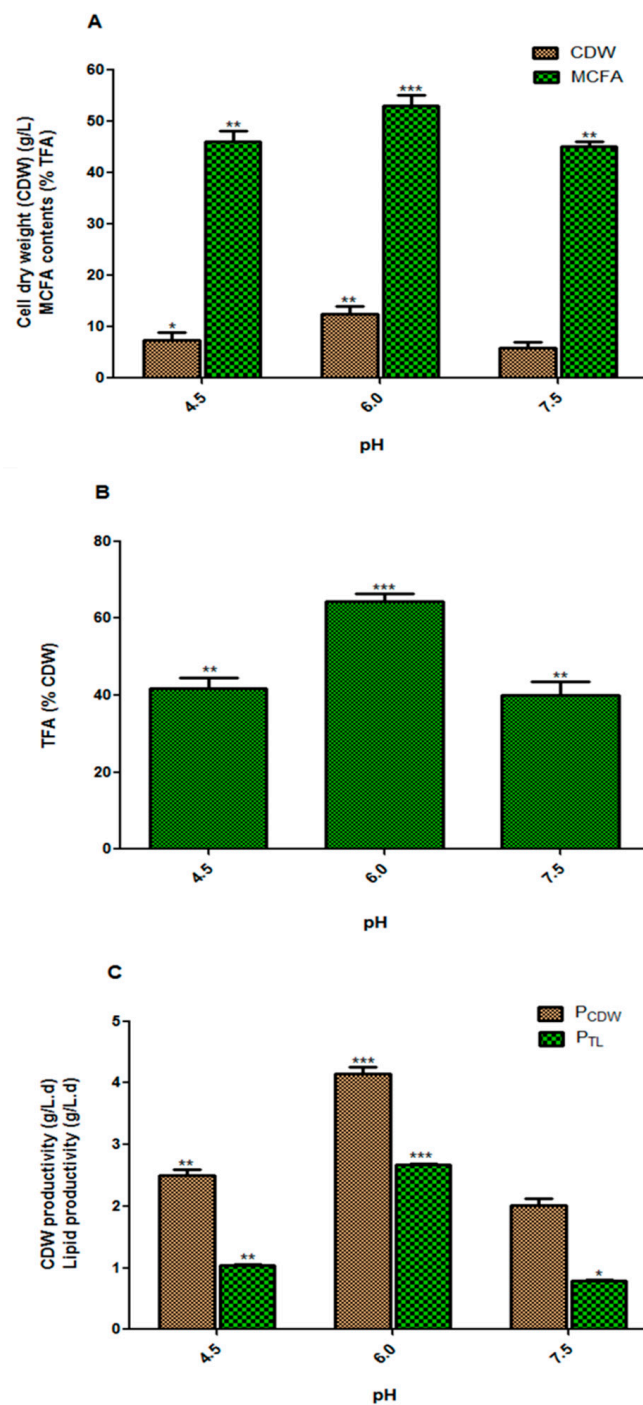 A
CDW
MCFA
Cell dry weight (CDW) (g/L)
MCFA contents (% TFA)
60
50
40
30
20
10
0
*
**
**
***
**
4.5
6.0
7.5
pH
B
TFA (% CDW)
80
60
40
20
0
**
***
**
4.5
6.0
7.5
pH
C
PCDW
PTL
CDW productivity (g/L.d)
Lipid productivity (g/L.d)
5
4
3
2
1
0
**
**
***
***
*
4.5
6.0
7.5
pH